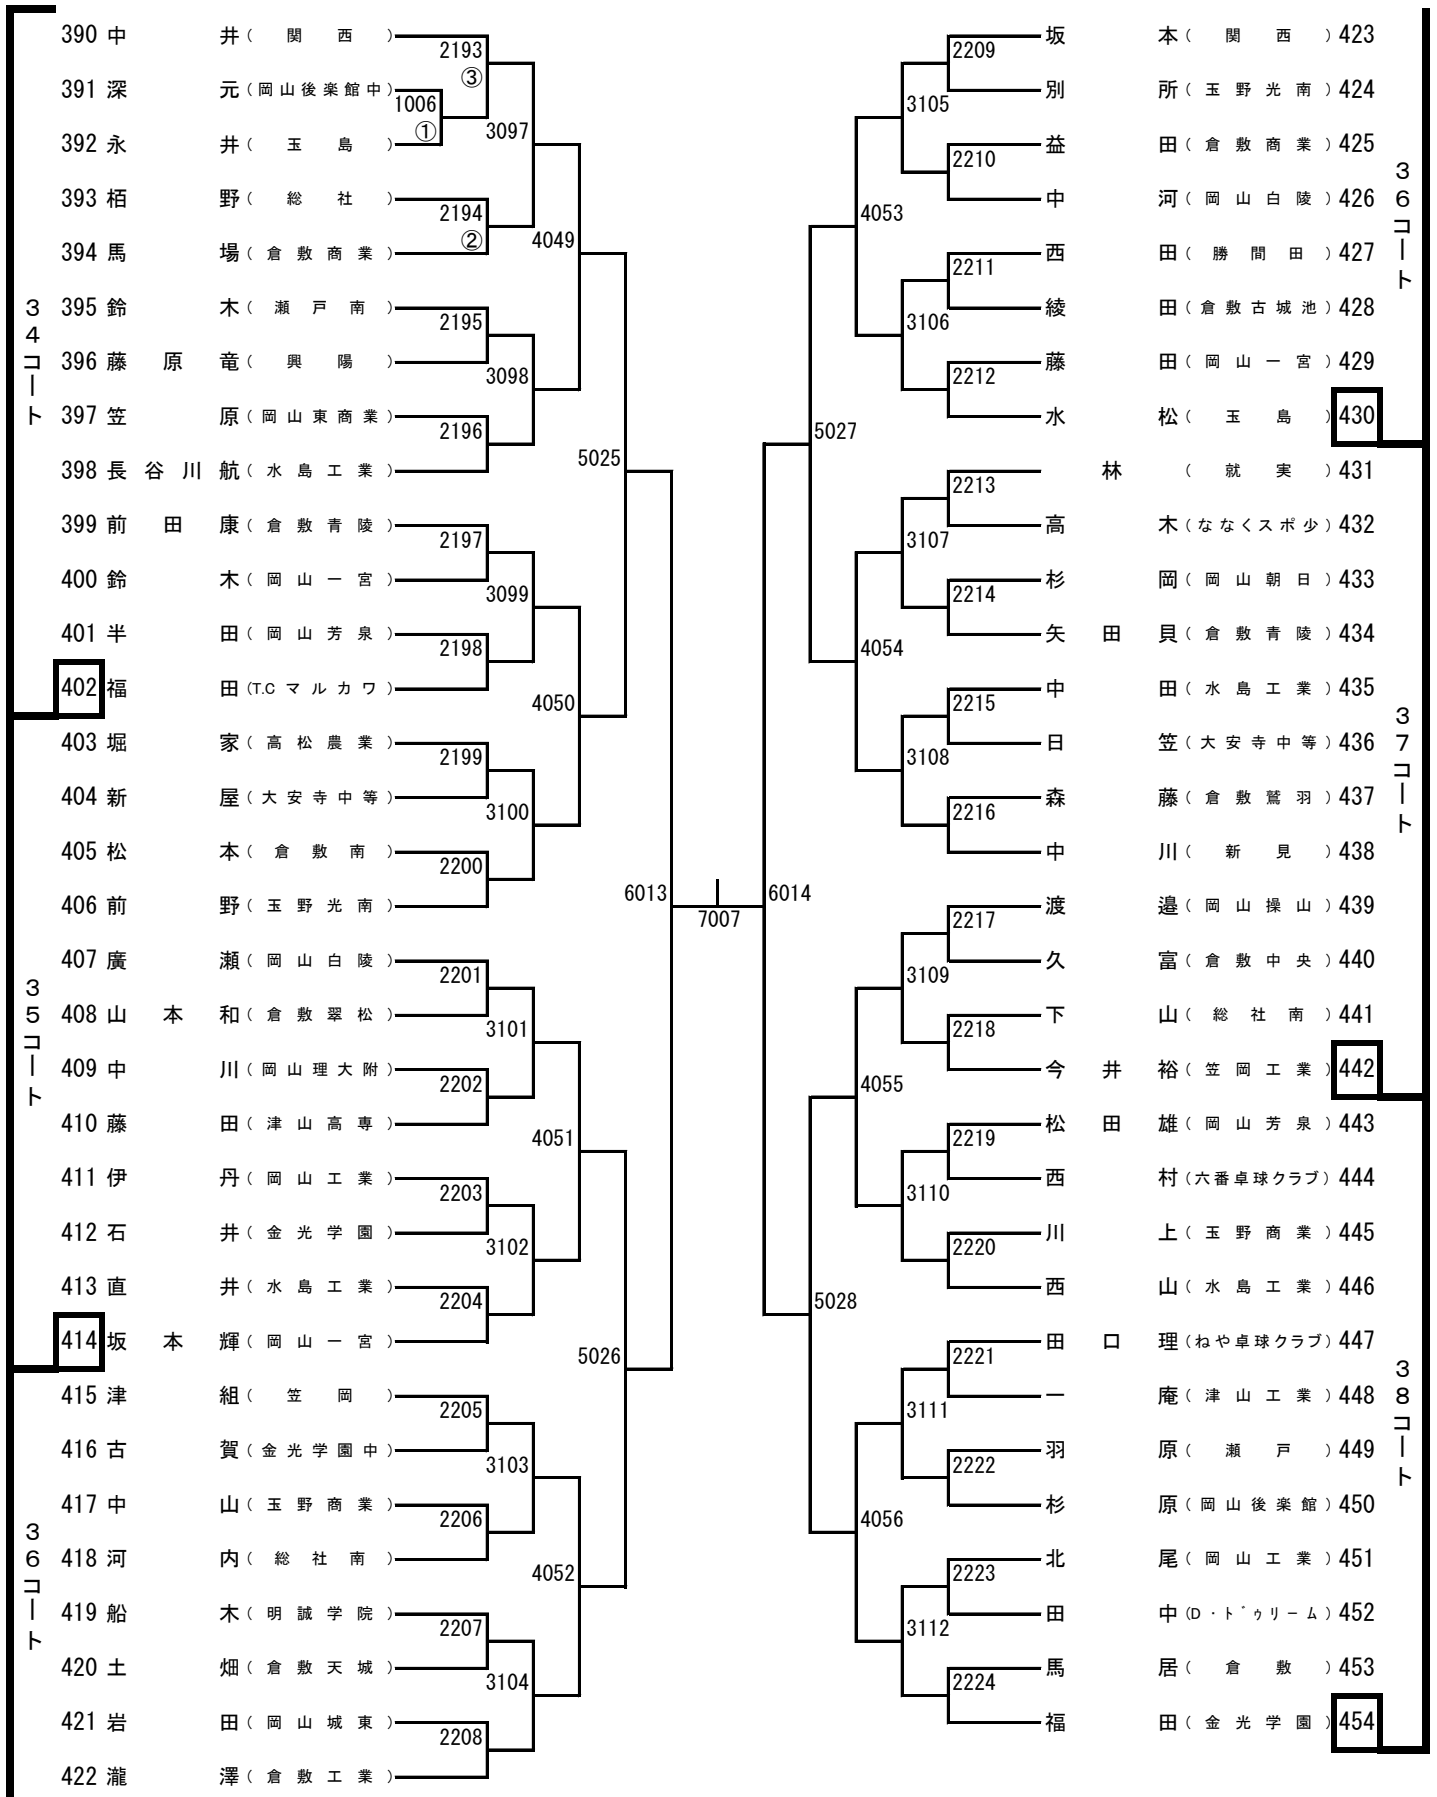 390 中井(関西)
391 深元(岡山後楽館中)
392 永井(玉島)
393 栢野(総社)
394 馬場(倉敷商業)
395 鈴木(瀬戸南)
396 藤原竜(興陽)
397 笠原(岡山東商業)
398 長谷川航(水島工業)
399 前田康(倉敷青陵)
400 鈴木(岡山一宮)
401 半田(岡山芳泉)
402 福田(T.Cマルカワ)
403 堀家(高松農業)
404 新屋(大安寺中等)
405 松本(倉敷南)
406 前野(玉野光南)
407 廣瀬(岡山白陵)
408 山本和(倉敷翠松)
409 中川(岡山理大附)
410 藤田(津山高専)
411 伊丹(岡山工業)
412 石井(金光学園)
413 直井(水島工業)
414 坂本輝(岡山一宮)
415 津組(笠岡)
416 古賀(金光学園中)
417 中山(玉野商業)
418 河内(総社南)
419 船木(明誠学院)
420 土畑(倉敷天城)
421 岩田(岡山城東)
422 瀧澤(倉敷工業)
34コート
35コート
36コート
1006
①
2193
③
2194
②
2195
2196
2197
2198
2199
2200
2201
2202
2203
2204
2205
2206
2207
2208
3097
3098
3099
3100
3101
3102
3103
3104
4049
4050
4051
4052
5025
5026
6013
7007
6014
5027
5028
4053
4054
4055
4056
3105
3106
3107
3108
3109
3110
3111
3112
2209
2210
2211
2212
2213
2214
2215
2216
2217
2218
2219
2220
2221
2222
2223
2224
坂本(関西)423
別所(玉野光南)424
益田(倉敷商業)425
中河(岡山白陵)426
西田(勝間田)427
綾田(倉敷古城池)428
藤田(岡山一宮)429
水松(玉島)430
林(就実)431
高木(ななくスポ少)432
杉岡(岡山朝日)433
矢田貝(倉敷青陵)434
中田(水島工業)435
日笠(大安寺中等)436
森藤(倉敷鷲羽)437
中川(新見)438
渡邉(岡山操山)439
久富(倉敷中央)440
下山(総社南)441
今井裕(笠岡工業)442
松田雄(岡山芳泉)443
西村(六番卓球クラブ)444
川上(玉野商業)445
西山(水島工業)446
田口理(ねや卓球クラブ)447
一庵(津山工業)448
羽原(瀬戸)449
杉原(岡山後楽館)450
北尾(岡山工業)451
田中(D・ドゥリーム)452
馬居(倉敷)453
福田(金光学園)454
36コート
37コート
38コート